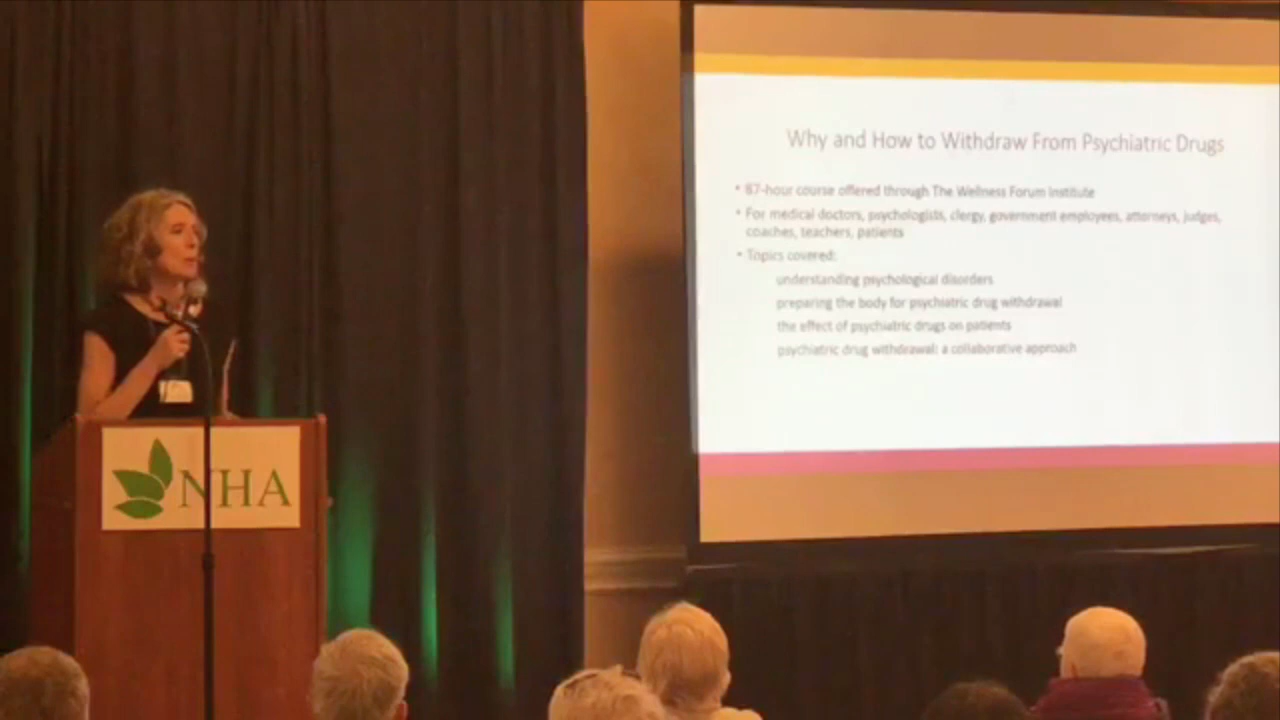 NHA
Why and How to Withdraw From Psychiatric Drugs
• 67-hour course offered through The Wellness Forum Institute
• For medical doctors, psychologists, clergy, government employees, attorneys, judges,
coaches, teachers, patients
• Topics covered:
understanding psychological disorders
preparing the body for psychiatric drug withdrawal
the effect of psychiatric drugs on patients
psychiatric drug withdrawal: a collaborative approach